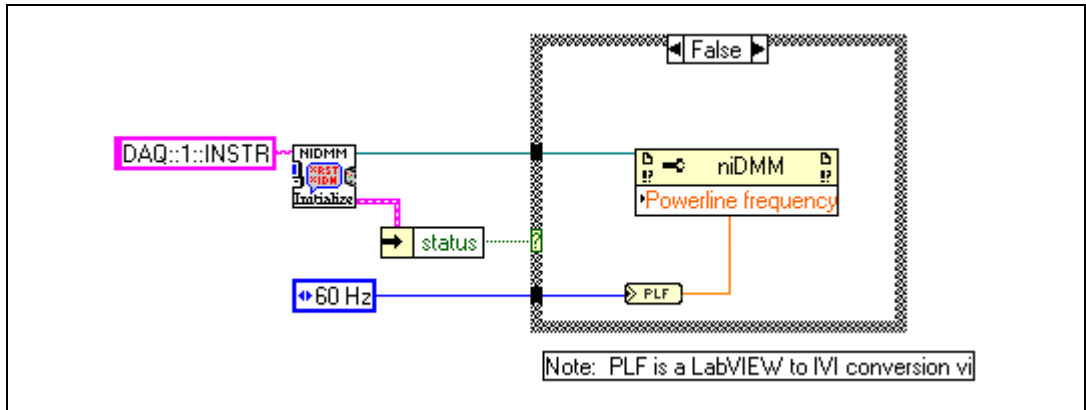 False
DAQ::1::INSTR
NIDMM
*RST
*IDN
Initialize
niDMM
Powerline frequency
status
?
60 Hz
PLF
Note: PLF is a LabVIEW to IVI conversion vi